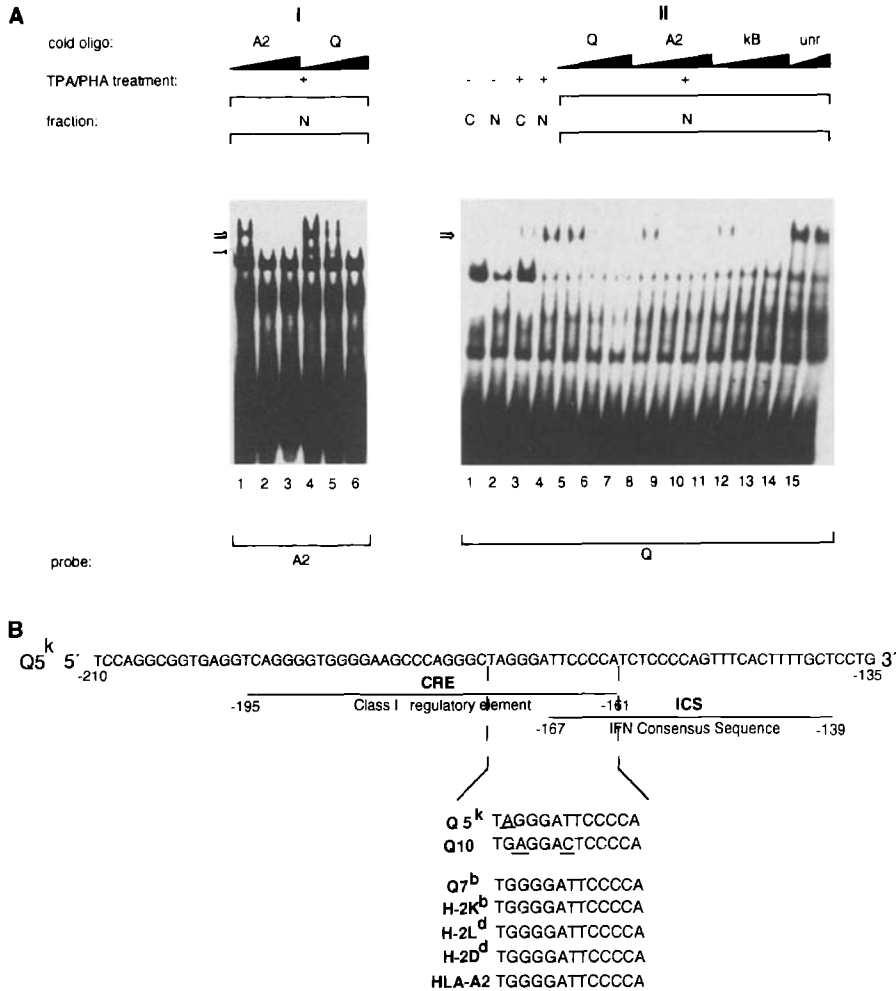 A
I
II
cold oligo: A2 Q Q A2 kB unr
TPA/PHA treatment: + - - + + +
fraction: N C N C N N
1 2 3 4 5 6
1 2 3 4 5 6 7 8 9 10 11 12 13 14 15
probe: A2 Q
B
Q5k 5´ TCCAGGCGGTGAGGTCAGGGGTGGGGAAGCCCAGGGCTAGGGATTCCCCATCTCCCCAGTTTCACTTTTGCTCCTG 3´
-210 -135
CRE
-195 Class I regulatory element -161 ICS
-167 IFN Consensus Sequence -139
Q 5k TAGGGATTCCCCA
Q10 TGAGGACTCCCCA
Q7b TGGGGATTCCCCA
H-2Kb TGGGGATTCCCCA
H-2Ld TGGGGATTCCCCA
H-2Dd TGGGGATTCCCCA
HLA-A2 TGGGGATTCCCCA